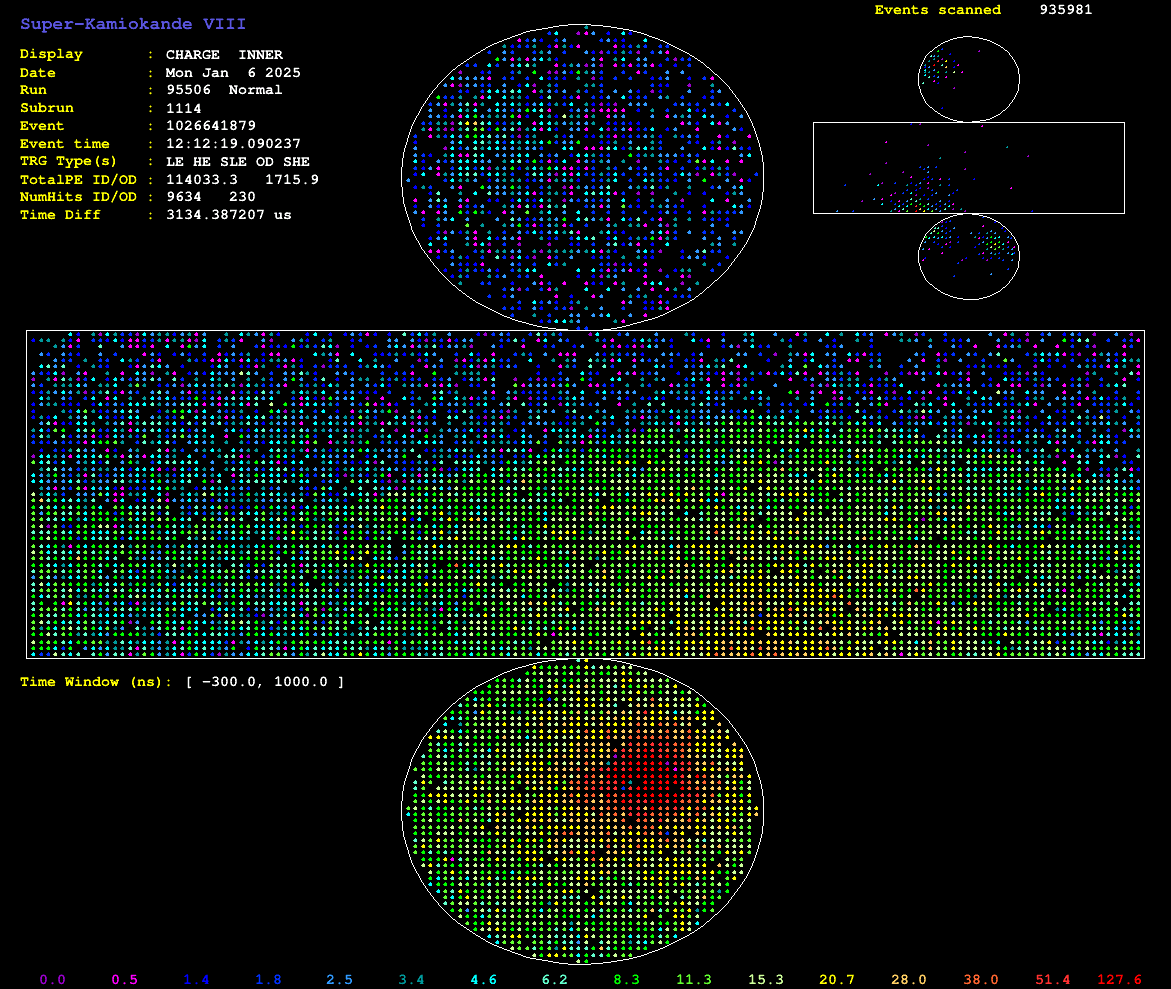 Super-Kamiokande VIII
Events scanned 935981
Display : CHARGE INNER
Date : Mon Jan 6 2025
Run : 95506 Normal
Subrun : 1114
Event : 1026641879
Event time : 12:12:19.090237
TRG Type(s) : LE HE SLE OD SHE
TotalPE ID/OD : 114033.3 1715.9
NumHits ID/OD : 9634 230
Time Diff : 3134.387207 us
Time Window (ns): [ -300.0, 1000.0 ]
0.0 0.5 1.4 1.8 2.5 3.4 4.6 6.2 8.3 11.3 15.3 20.7 28.0 38.0 51.4 127.6